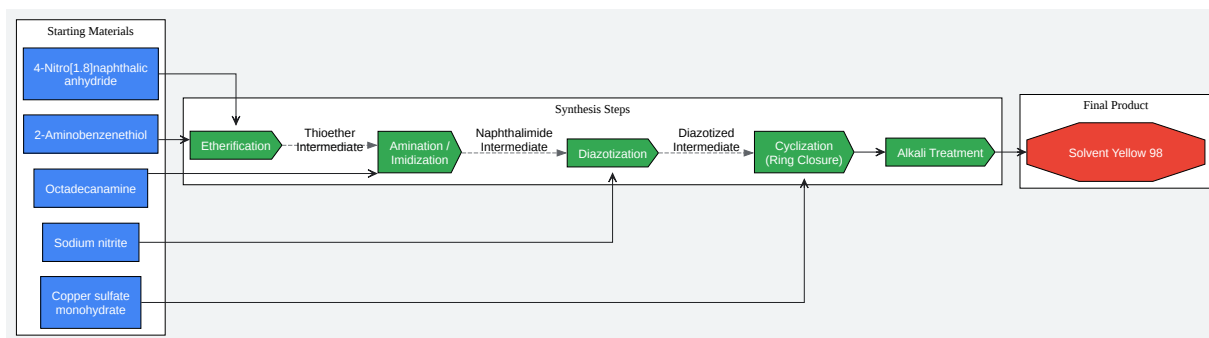 Starting Materials
4-Nitro[1.8]naphthalic
anhydride
2-Aminobenzenethiol
Octadecanamine
Sodium nitrite
Copper sulfate
monohydrate
Synthesis Steps
Etherification
Thioether
Intermediate
Amination /
Imidization
Naphthalimide
Intermediate
Diazotization
Diazotized
Intermediate
Cyclization
(Ring Closure)
Alkali Treatment
Final Product
Solvent Yellow 98